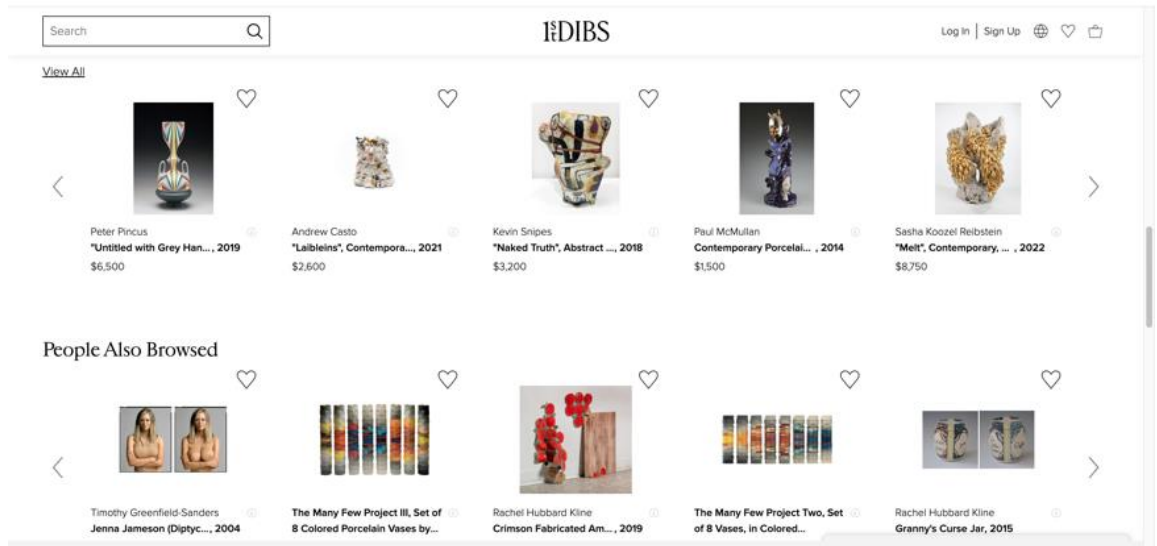 Search
1stDIBS
Log In | Sign Up
View All
Peter Pincus
"Untitled with Grey Han... , 2019
$6,500
Andrew Casto
"Laibleins", Contempora..., 2021
$2,600
Kevin Snipes
"Naked Truth", Abstract ..., 2018
$3,200
Paul McMullan
Contemporary Porcelai... , 2014
$1,500
Sasha Koozel Reibstein
"Melt", Contemporary, ... , 2022
$8,750
People Also Browsed
Timothy Greenfield-Sanders
Jenna Jameson (Diptyc..., 2004
The Many Few Project III, Set of
8 Colored Porcelain Vases by...
Rachel Hubbard Kline
Crimson Fabricated Am... , 2019
The Many Few Project Two, Set
of 8 Vases, in Colored...
Rachel Hubbard Kline
Granny's Curse Jar, 2015